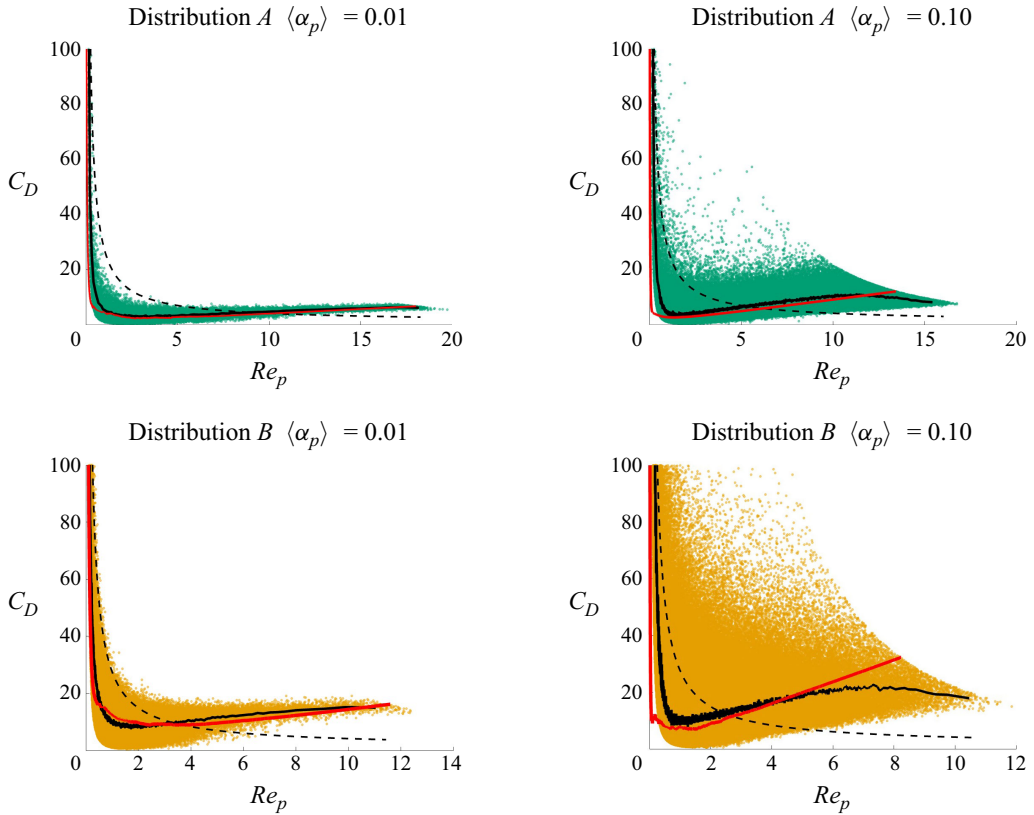 Distribution A ⟨α_p⟩ = 0.01
100
80
60
C_D
40
20
0 5 10 15 20
Re_p
Distribution A ⟨α_p⟩ = 0.10
100
80
60
C_D
40
20
0 5 10 15 20
Re_p
Distribution B ⟨α_p⟩ = 0.01
100
80
60
C_D
40
20
0 2 4 6 8 10 12 14
Re_p
Distribution B ⟨α_p⟩ = 0.10
100
80
60
C_D
40
20
0 2 4 6 8 10 12
Re_p